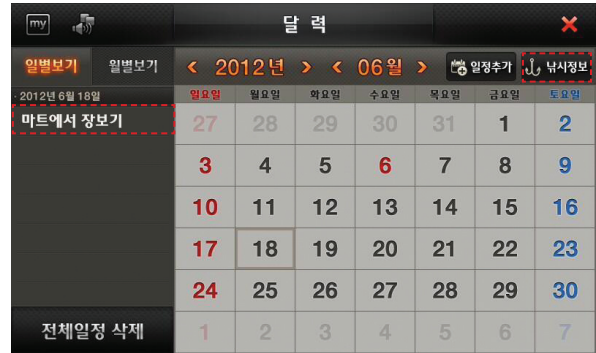 my 달 력
일별보기 월별보기 2012년 06월 일정추가 낚시정보
· 2012년 6월 18일 일요일 월요일 화요일 수요일 목요일 금요일 토요일
마트에서 장보기 27 28 29 30 31 1 2
3 4 5 6 7 8 9
10 11 12 13 14 15 16
17 18 19 20 21 22 23
24 25 26 27 28 29 30
전체일정 삭제 1 2 3 4 5 6 7